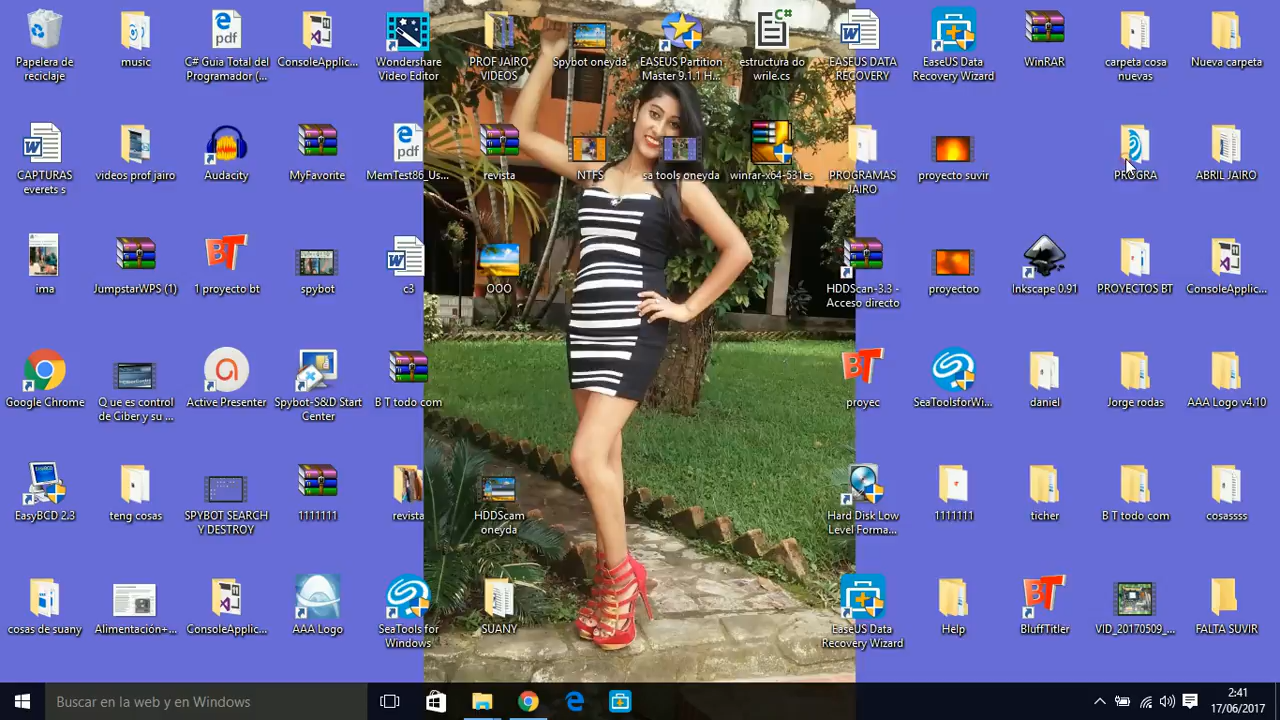 Papelera de
reciclaje
music
C# Guia Total del
Programador (...
ConsoleApplic...
Wondershare
Video Editor
PROF JAIRO
VIDEOS
Spybot oneyda
EASEUS Partition
Master 9.1.1 H...
estructura do
wrile.cs
EASEUS DATA
RECOVERY
EaseUS Data
Recovery Wizard
WinRAR
carpeta cosa
nuevas
Nueva carpeta
CAPTURAS
everets s
videos prof jairo
Audacity
MyFavorite
MemTest86_Us...
revista
NTFS
sa tools oneyda
winrar-x64-531es
PROGRAMAS
JAIRO
proyecto suvir
PROGRA
ABRIL JAIRO
ima
JumpstarWPS (1)
1 proyecto bt
spybot
c3
OOO
HDDScan-3.3 -
Acceso directo
proyectoo
Inkscape 0.91
PROYECTOS BT
ConsoleApplic...
Google Chrome
Q ue es control
de Ciber y su ...
Active Presenter
Spybot-S&D Start
Center
B T todo com
proyec
SeaToolsforWi...
daniel
Jorge rodas
AAA Logo v4.10
EasyBCD 2.3
teng cosas
SPYBOT SEARCH
Y DESTROY
1111111
revista
HDDScam
oneyda
Hard Disk Low
Level Forma...
1111111
ticher
B T todo com
cosassss
cosas de suany
Alimentación+...
ConsoleApplic...
AAA Logo
SeaTools for
Windows
SUANY
EaseUS Data
Recovery Wizard
Help
BluffTitler
VID_20170509_...
FALTA SUVIR
Buscar en la web y en Windows
2:41
17/06/2017